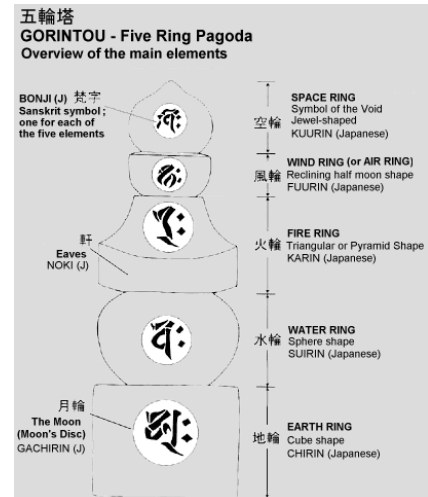 五輪塔
GORINTOU - Five Ring Pagoda
Overview of the main elements
BONJI (J) 梵字
Sanskrit symbol ;
one for each of
the five elements
空輪
SPACE RING
Symbol of the Void
Jewel-shaped
KUURIN (Japanese)
風輪
WIND RING (or AIR RING)
Reclining half moon shape
FUURIN (Japanese)
軒
Eaves
NOKI (J)
火輪
FIRE RING
Triangular or Pyramid Shape
KARIN (Japanese)
水輪
WATER RING
Sphere shape
SUIRIN (Japanese)
月輪
The Moon
(Moon's Disc)
GACHIRIN (J)
地輪
EARTH RING
Cube shape
CHIRIN (Japanese)